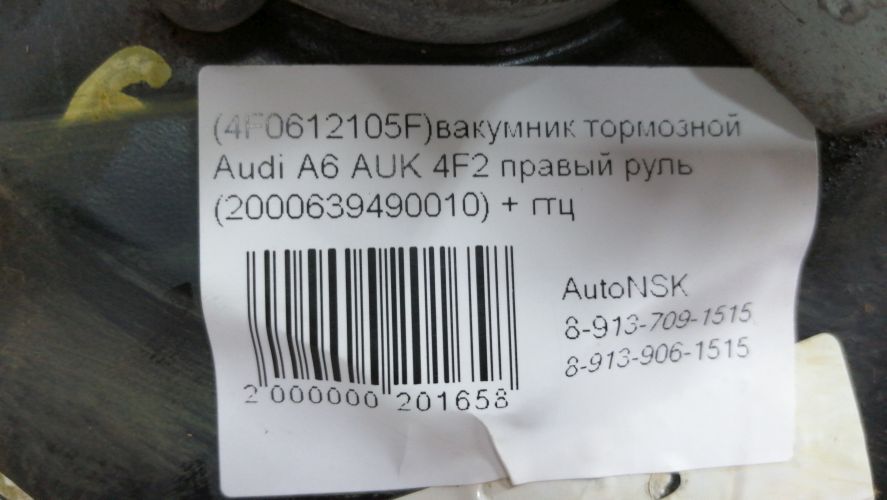 (4F0612105F)вакумник тормозной
Audi A6 AUK 4F2 правый руль
(2000639490010) + гтц
AutoNSK
8-913-709-1515
8-913-906-1515
2 000000 201658